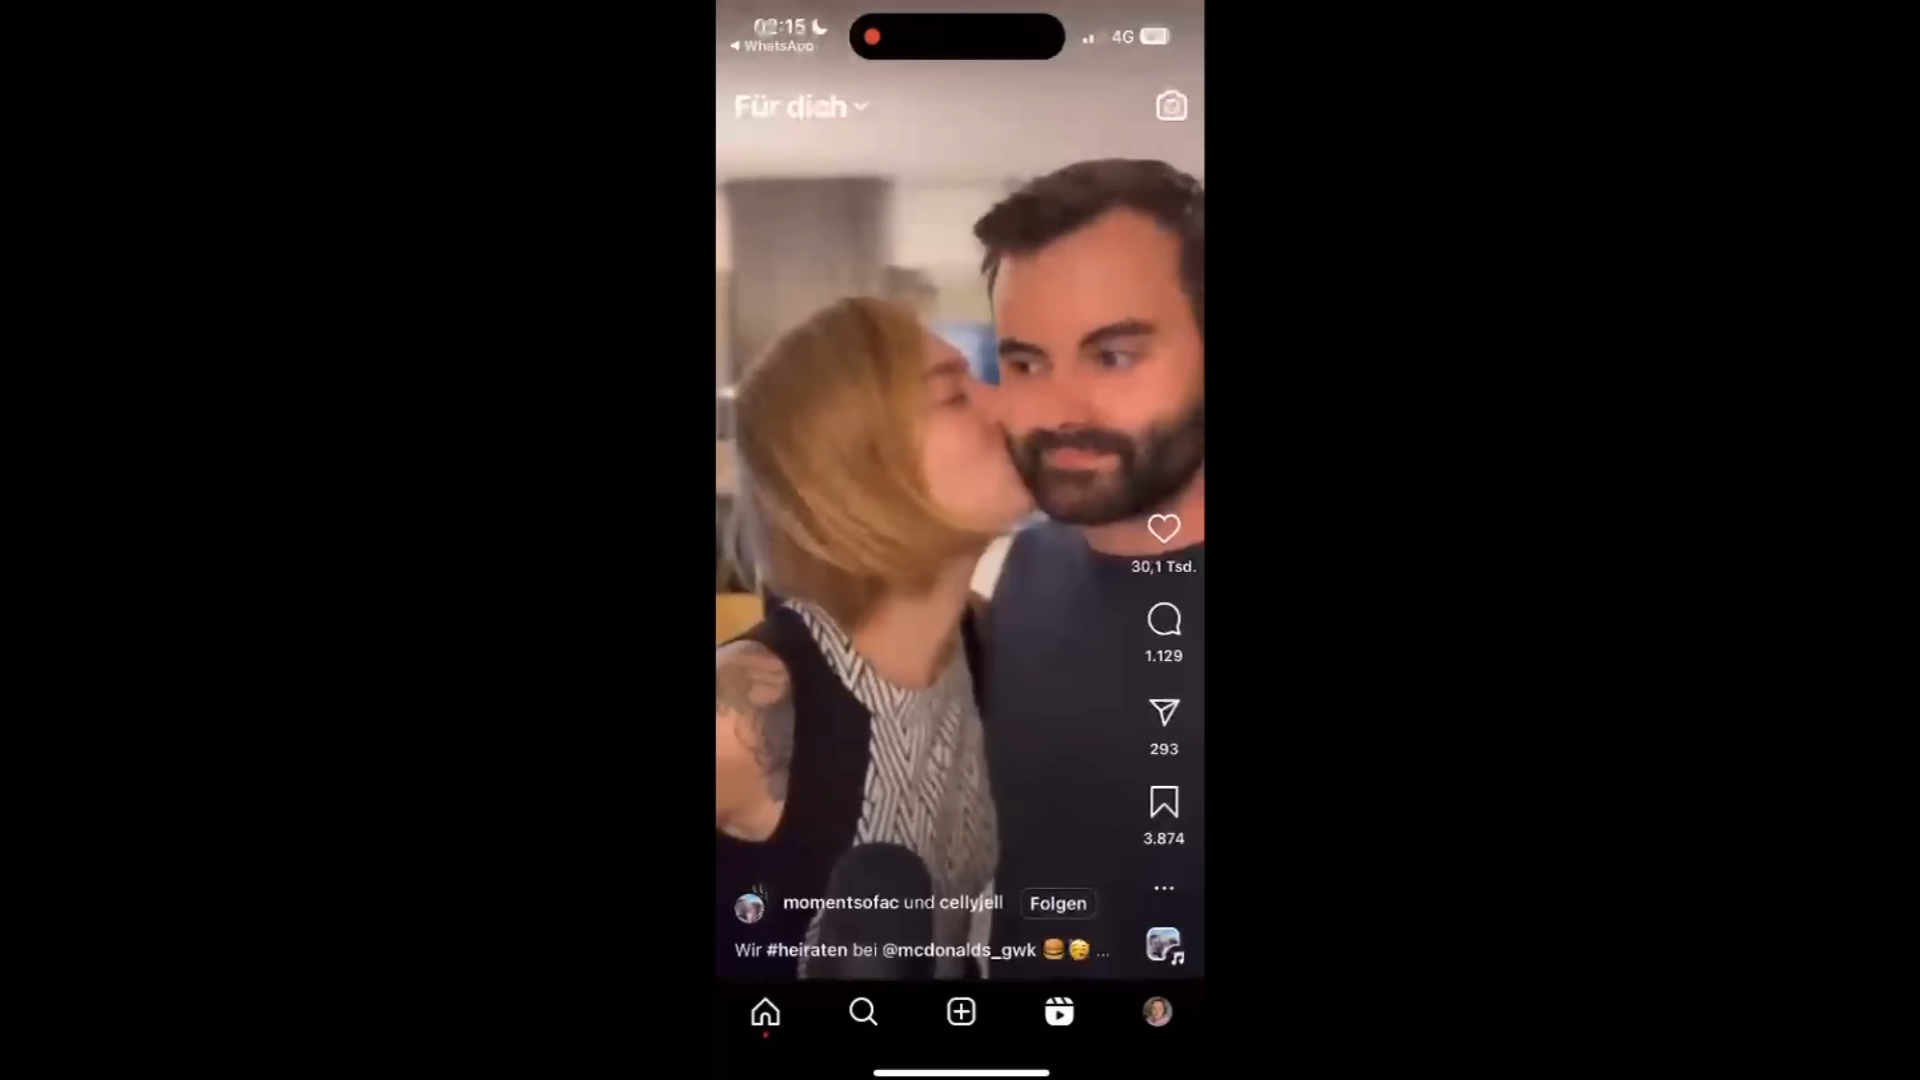 02:15
◄ WhatsApp
4G
Für dich
30,1 Tsd.
1.129
293
3.874
momentsofac und cellyjell
Folgen
Wir #heiraten bei @mcdonalds_gwk 🍔🥳 ...